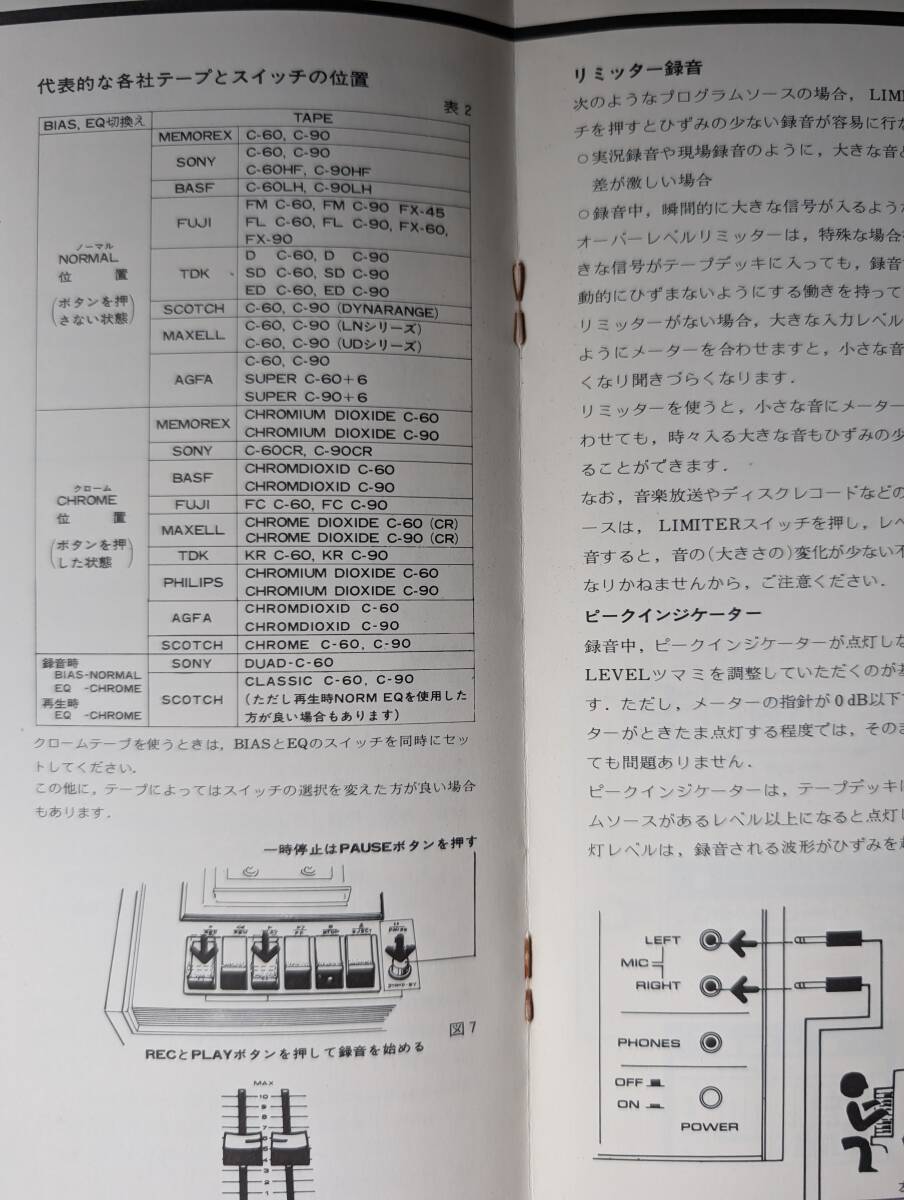 代表的な各社テープとスイッチの位置
表2
BIAS, EQ切換え TAPE
ノーマル
NORMAL
位 置
(ボタンを押
さない状態)
MEMOREX C-60, C-90
SONY C-60, C-90
C-60HF, C-90HF
BASF C-60LH, C-90LH
FUJI FM C-60, FM C-90 FX-45
FL C-60, FL C-90, FX-60,
FX-90
TDK D C-60, D C-90
SD C-60, SD C-90
ED C-60, ED C-90
SCOTCH C-60, C-90 (DYNARANGE)
MAXELL C-60, C-90 (LNシリーズ)
C-60, C-90 (UDシリーズ)
AGFA C-60, C-90
SUPER C-60+6
SUPER C-90+6
クローム
CHROME
位 置
(ボタンを押
した状態)
MEMOREX CHROMIUM DIOXIDE C-60
CHROMIUM DIOXIDE C-90
SONY C-60CR, C-90CR
BASF CHROMDIOXID C-60
CHROMDIOXID C-90
FUJI FC C-60, FC C-90
MAXELL CHROME DIOXIDE C-60 (CR)
CHROME DIOXIDE C-90 (CR)
TDK KR C-60, KR C-90
PHILIPS CHROMIUM DIOXIDE C-60
CHROMIUM DIOXIDE C-90
AGFA CHROMDIOXID C-60
CHROMDIOXID C-90
SCOTCH CHROME C-60, C-90
録音時
BIAS-NORMAL
EQ -CHROME
再生時
EQ -CHROME
SONY DUAD-C-60
SCOTCH CLASSIC C-60, C-90
(ただし再生時NORM EQを使用した
方が良い場合もあります)
クロームテープを使うときは, BIASとEQのスイッチを同時にセッ
トしてください.
この他に, テープによってはスイッチの選択を変えた方が良い場合
もあります.
一時停止はPAUSEボタンを押す
REC REW PLAY FF STOP EJECT PAUSE
STAND-BY
図7
RECとPLAYボタンを押して録音を始める
MAX
10
9
8
7
6
5
4
3
2
1
リミッター録音
次のようなプログラムソースの場合, LIM
チを押すとひずみの少ない録音が容易に行な
○実況録音や現場録音のように, 大きな音と
差が激しい場合
○録音中, 瞬間的に大きな信号が入るような
オーバーレベルリミッターは, 特殊な場合を
きな信号がテープデッキに入っても, 録音
動的にひずまないようにする働きを持って
リミッターがない場合, 大きな入力レベル
ようにメーターを合わせますと, 小さな音
くなり聞きづらくなります.
リミッターを使うと, 小さな音にメーター
わせても, 時々入る大きな音もひずみの少
ることができます.
なお, 音楽放送やディスクレコードなどの
ースは, LIMITERスイッチを押し, レベ
音すると, 音の(大きさの)変化が少ない不
なりかねませんから, ご注意ください.
ピークインジケーター
録音中, ピークインジケーターが点灯しな
LEVELツマミを調整していただくのが基
す. ただし, メーターの指針が0dB以下で
ターがときたま点灯する程度では, そのま
ても問題ありません.
ピークインジケーターは, テープデッキに
ムソースがあるレベル以上になると点灯し
灯レベルは, 録音される波形がひずみを起
LEFT
MIC
RIGHT
PHONES
OFF
ON
POWER